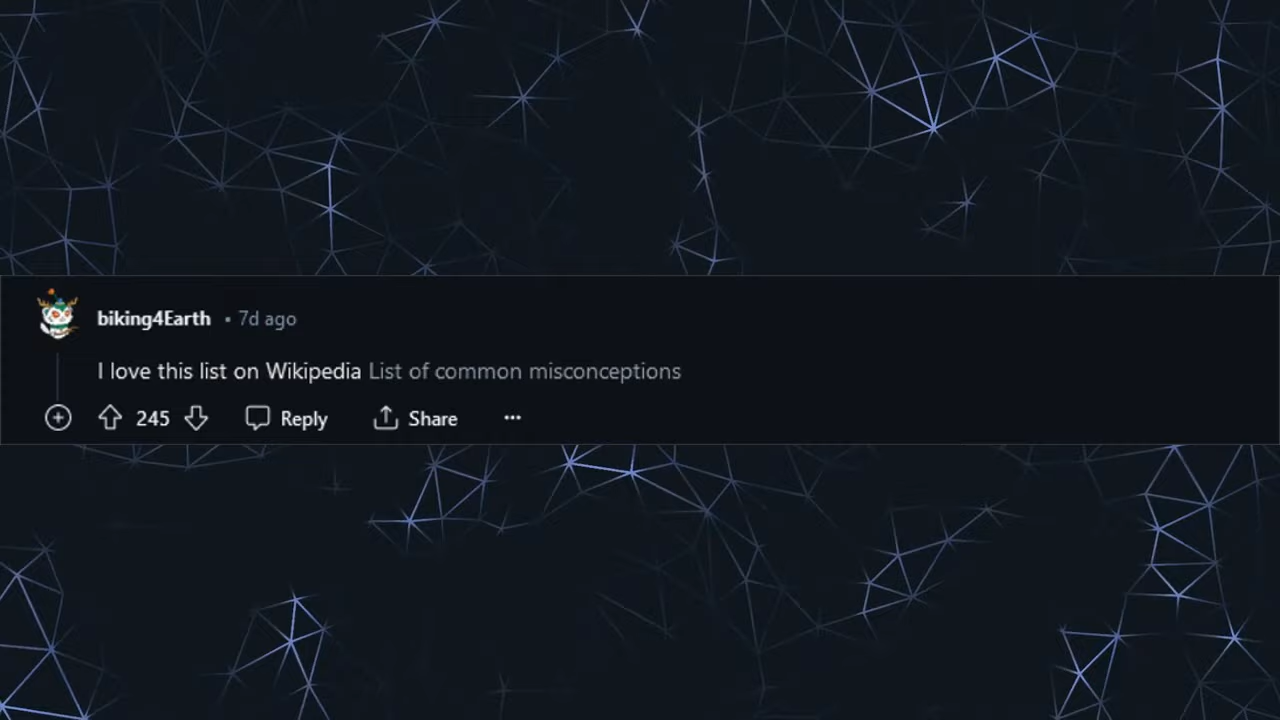 biking4Earth • 7d ago
I love this list on Wikipedia List of common misconceptions
245 Reply Share ···